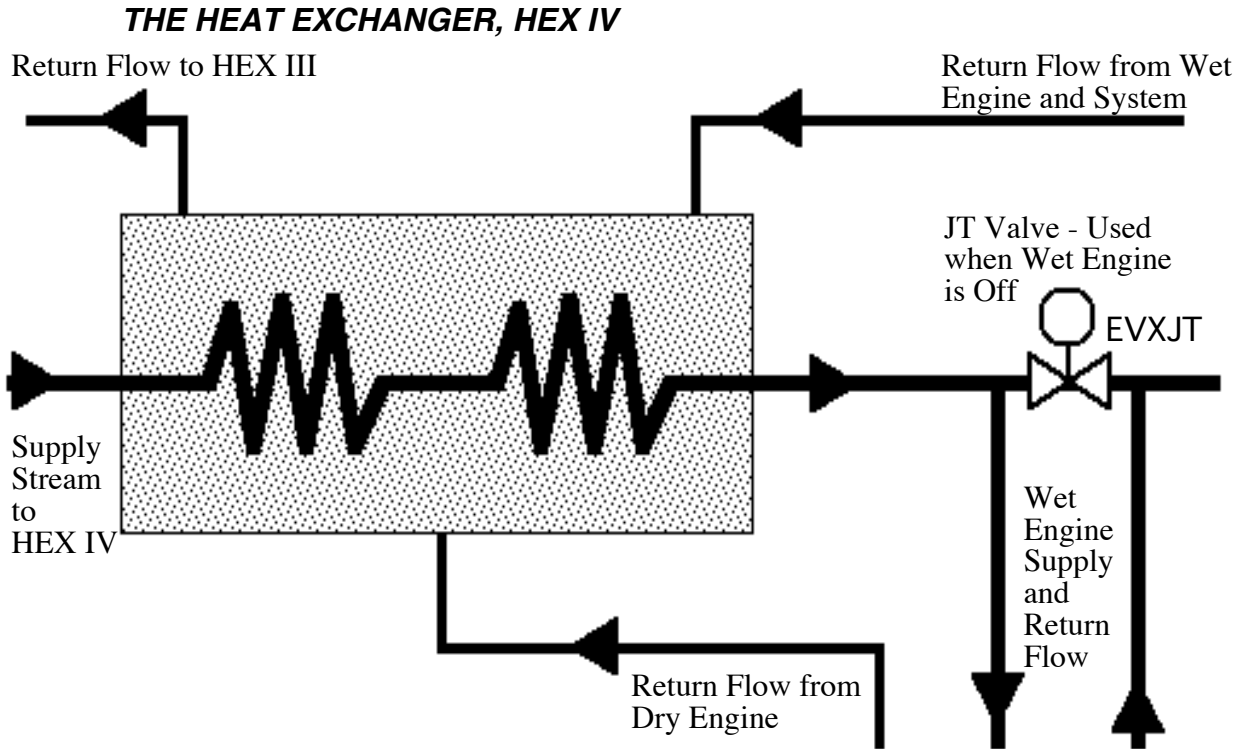 THE HEAT EXCHANGER, HEX IV
Return Flow to HEX III
Return Flow from Wet
Engine and System
JT Valve - Used
when Wet Engine
is Off
EVXJT
Supply
Stream
to
HEX IV
Wet
Engine
Supply
and
Return
Flow
Return Flow from
Dry Engine